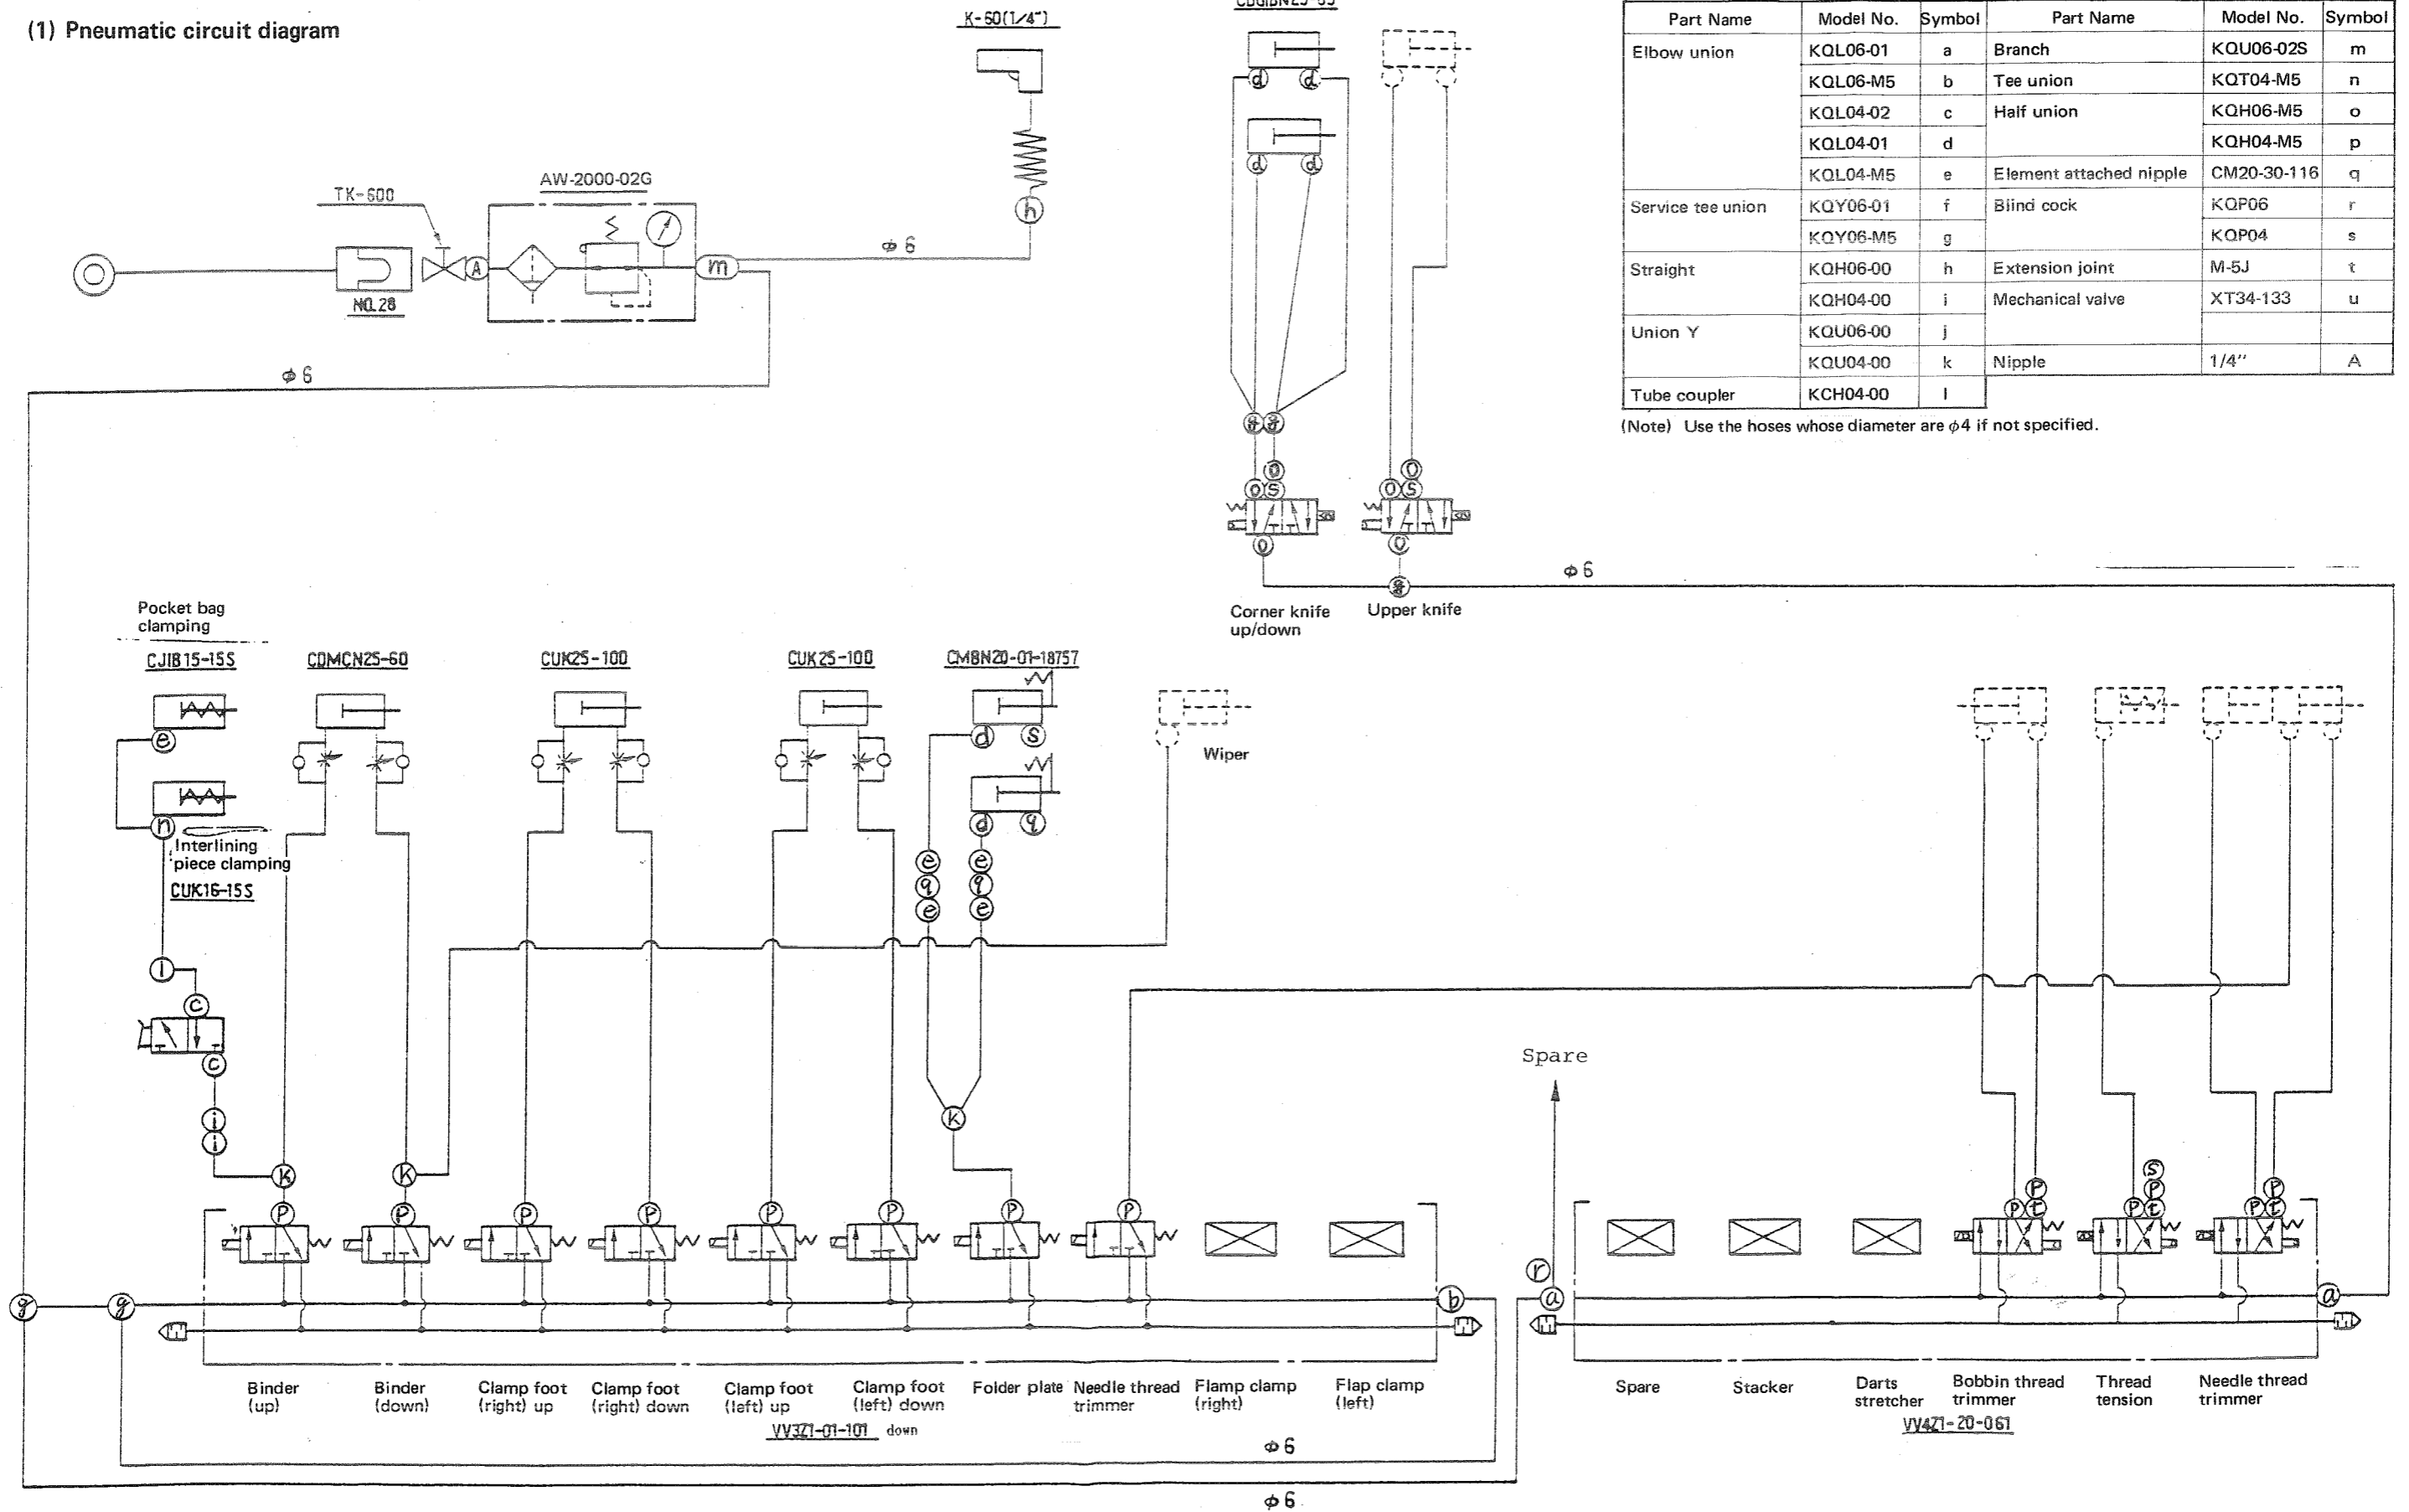 (1) Pneumatic circuit diagram
K-60(1/4")
TK-600
AW-2000-02G
NO.28
A
m
h
φ6
φ6
Part Name Model No. Symbol Part Name Model No. Symbol
Elbow union KQL06-01 a Branch KQU06-02S m
KQL06-M5 b Tee union KQT04-M5 n
KQL04-02 c Half union KQH06-M5 o
KQL04-01 d KQH04-M5 p
KQL04-M5 e Element attached nipple CM20-30-116 q
Service tee union KQY06-01 f Blind cock KQP06 r
KQY06-M5 g KQP04 s
Straight KQH06-00 h Extension joint M-5J t
KQH04-00 i Mechanical valve XT34-133 u
Union Y KQU06-00 j
KQU04-00 k Nipple 1/4" A
Tube coupler KCH04-00 l
(Note) Use the hoses whose diameter are φ4 if not specified.
d d
d d
g g
O O
O S O S
O O
g
φ6
Corner knife
up/down
Upper knife
Pocket bag
clamping
CJIB15-15S
CDMCN25-60
CUK25-100
CUK25-100
CMBN20-01-18757
Wiper
e
d s
n
d q
Interlining
piece clamping
CUK16-15S
e e
q q
e e
l
c
c
i
i
k
k
k
Spare
P P P P P P P P
P P P
s
P
P t P t P t
g g b r a a
Binder
(up)
Binder
(down)
Clamp foot
(right) up
Clamp foot
(right) down
Clamp foot
(left) up
Clamp foot
(left) down
Folder plate
Needle thread
trimmer
Flamp clamp
(right)
Flap clamp
(left)
Spare
Stacker
Darts
stretcher
Bobbin thread
trimmer
Thread
tension
Needle thread
trimmer
VV3Z1-01-101 down
VV4Z1-20-061
φ6
φ6